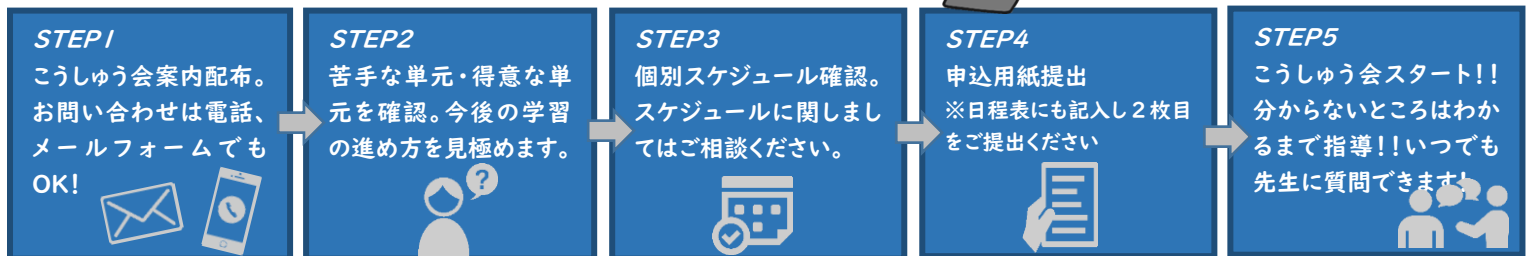 STEP1
こうしゅう会案内配布。
お問い合わせは電話、
メールフォームでも
OK!
STEP2
苦手な単元・得意な単
元を確認。今後の学習
の進め方を見極めます。
?
STEP3
個別スケジュール確認。
スケジュールに関しまし
てはご相談ください。
STEP4
申込用紙提出
※日程表にも記入し2枚目
をご提出ください
STEP5
こうしゅう会スタート!!
分からないところはわか
るまで指導!!いつでも
先生に質問できます!